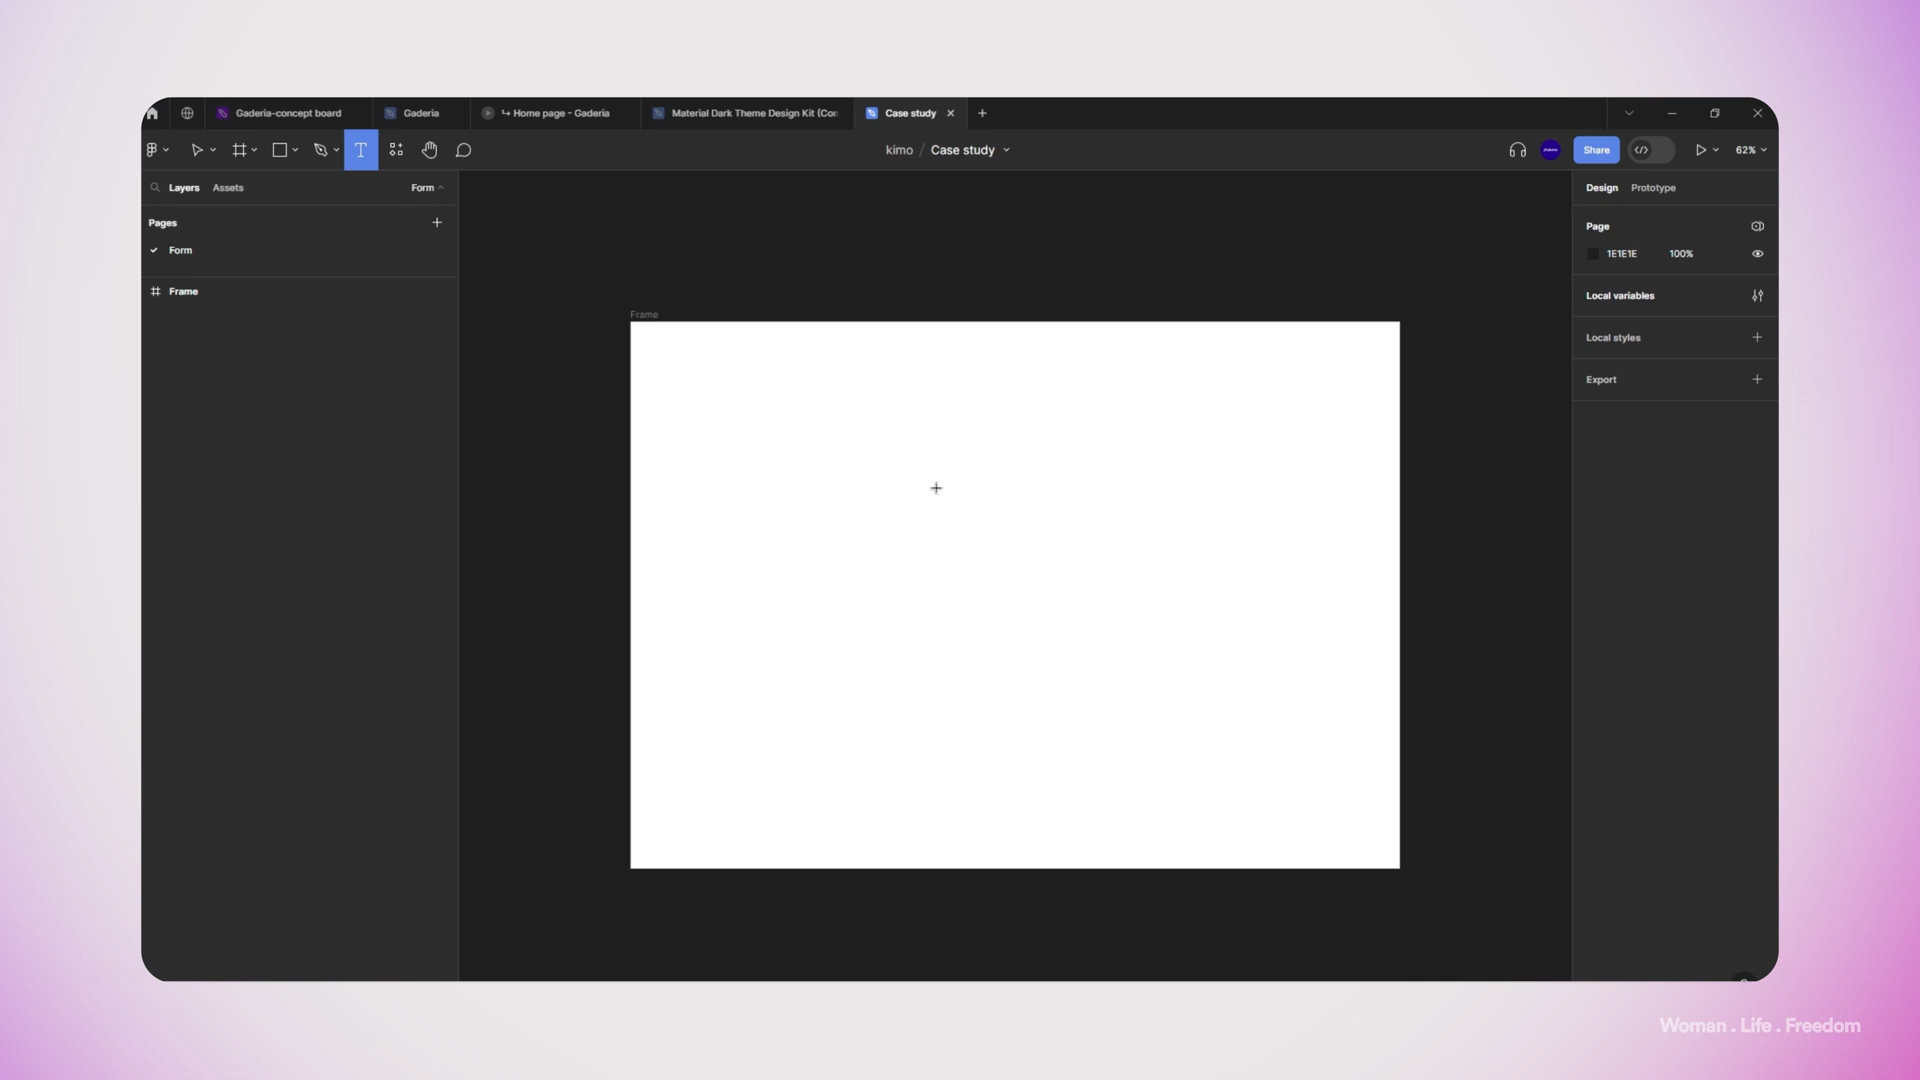 Gaderia-concept board
Gaderia
↪ Home page - Gaderia
Material Dark Theme Design Kit (Con
Case study
kimo / Case study
Share
62%
Layers
Assets
Form
Design
Prototype
Pages
Page
Form
1E1E1E
100%
Frame
Local variables
Frame
Local styles
Export
Woman . Life . Freedom